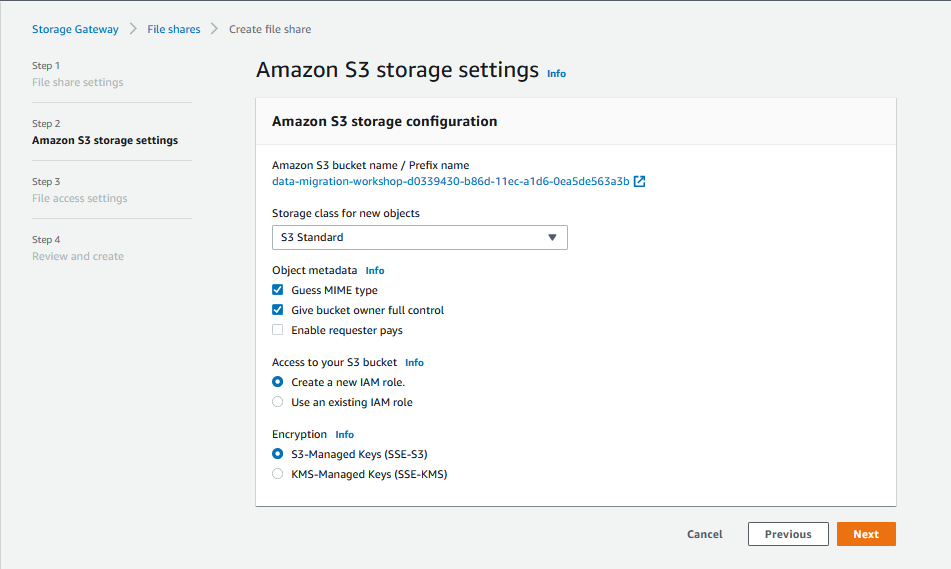 Storage Gateway > File shares > Create file share
Step 1
File share settings
Step 2
Amazon S3 storage settings
Step 3
File access settings
Step 4
Review and create
Amazon S3 storage settings Info
Amazon S3 storage configuration
Amazon S3 bucket name / Prefix name
data-migration-workshop-d0339430-b86d-11ec-a1d6-0ea5de563a3b
Storage class for new objects
S3 Standard
Object metadata Info
Guess MIME type
Give bucket owner full control
Enable requester pays
Access to your S3 bucket Info
Create a new IAM role.
Use an existing IAM role
Encryption Info
S3-Managed Keys (SSE-S3)
KMS-Managed Keys (SSE-KMS)
Cancel Previous Next